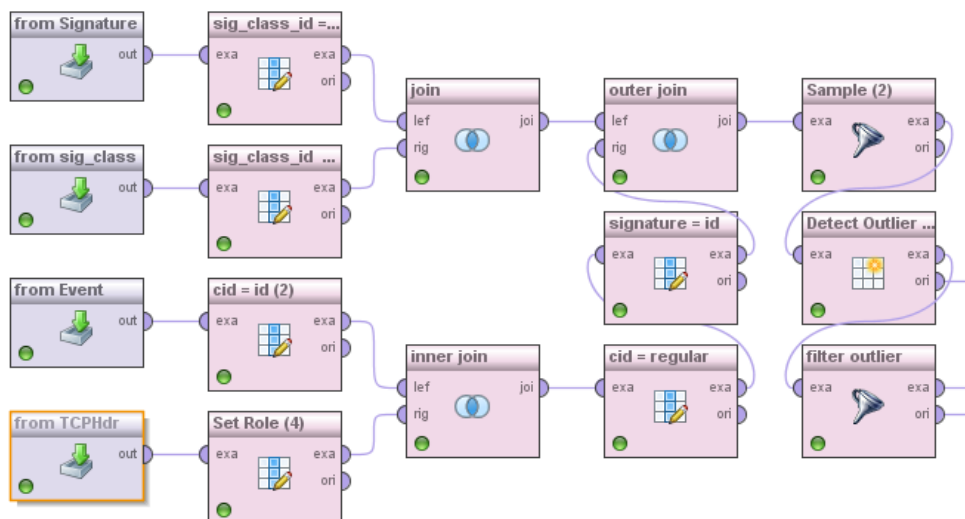 from Signature
out
sig_class_id =...
exa
exa
ori
from sig_class
out
sig_class_id ...
exa
exa
ori
join
lef
rig
joi
outer join
lef
rig
joi
Sample (2)
exa
exa
ori
signature = id
exa
exa
ori
Detect Outlier ...
exa
exa
ori
from Event
out
cid = id (2)
exa
exa
ori
from TCPHdr
out
Set Role (4)
exa
exa
ori
inner join
lef
rig
joi
cid = regular
exa
exa
ori
filter outlier
exa
exa
ori